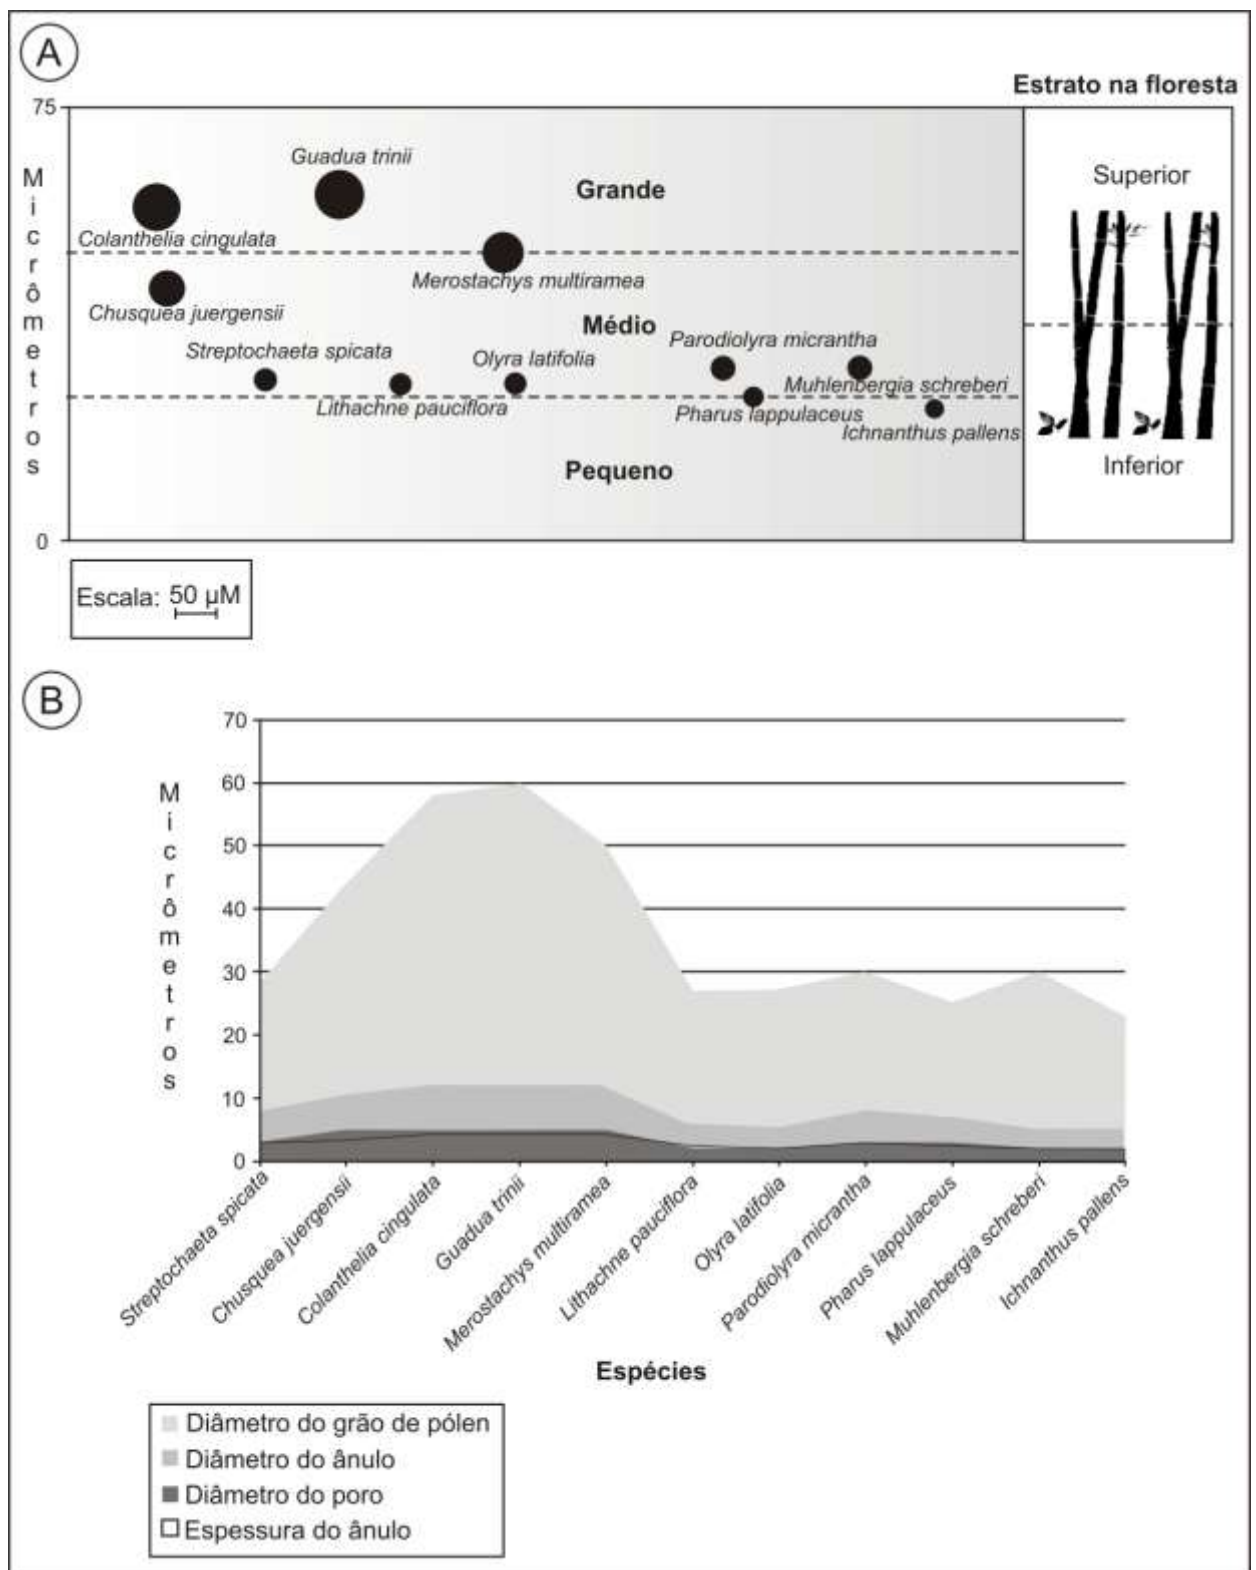 A
Estrato na floresta
75
Micrômetros
Guadua trinii
Grande
Superior
Colanthelia cingulata
Merostachys multiramea
Chusquea juergensii
Médio
Parodiolyra micrantha
Streptochaeta spicata
Olyra latifolia
Muhlenbergia schreberi
Lithachne pauciflora
Pharus lappulaceus
Ichnanthus pallens
Pequeno
Inferior
0
Escala: 50 µM
B
70
60
50
40
30
20
10
0
Micrômetros
Streptochaeta spicata
Chusquea juergensii
Colanthelia cingulata
Guadua trinii
Merostachys multiramea
Lithachne pauciflora
Olyra latifolia
Parodiolyra micrantha
Pharus lappulaceus
Muhlenbergia schreberi
Ichnanthus pallens
Espécies
Diâmetro do grão de pólen
Diâmetro do ânulo
Diâmetro do poro
Espessura do ânulo